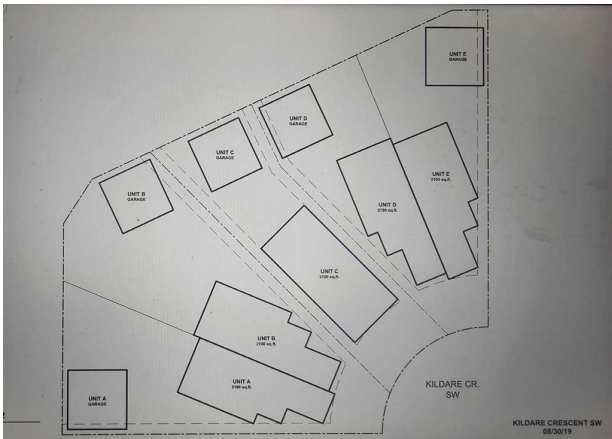 UNIT E
GARAGE
UNIT D
GARAGE
UNIT C
GARAGE
UNIT B
GARAGE
UNIT E
2100 sq.ft.
UNIT D
2100 sq.ft.
UNIT C
2100 sq.ft.
UNIT B
2100 sq.ft.
UNIT A
2100 sq.ft.
UNIT A
GARAGE
KILDARE CR.
SW
KILDARE CRESCENT SW
08/30/19